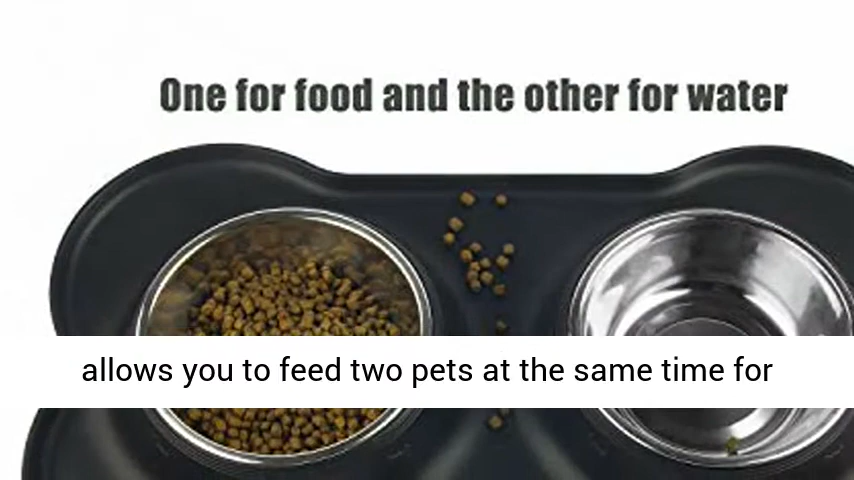 One for food and the other for water
allows you to feed two pets at the same time for